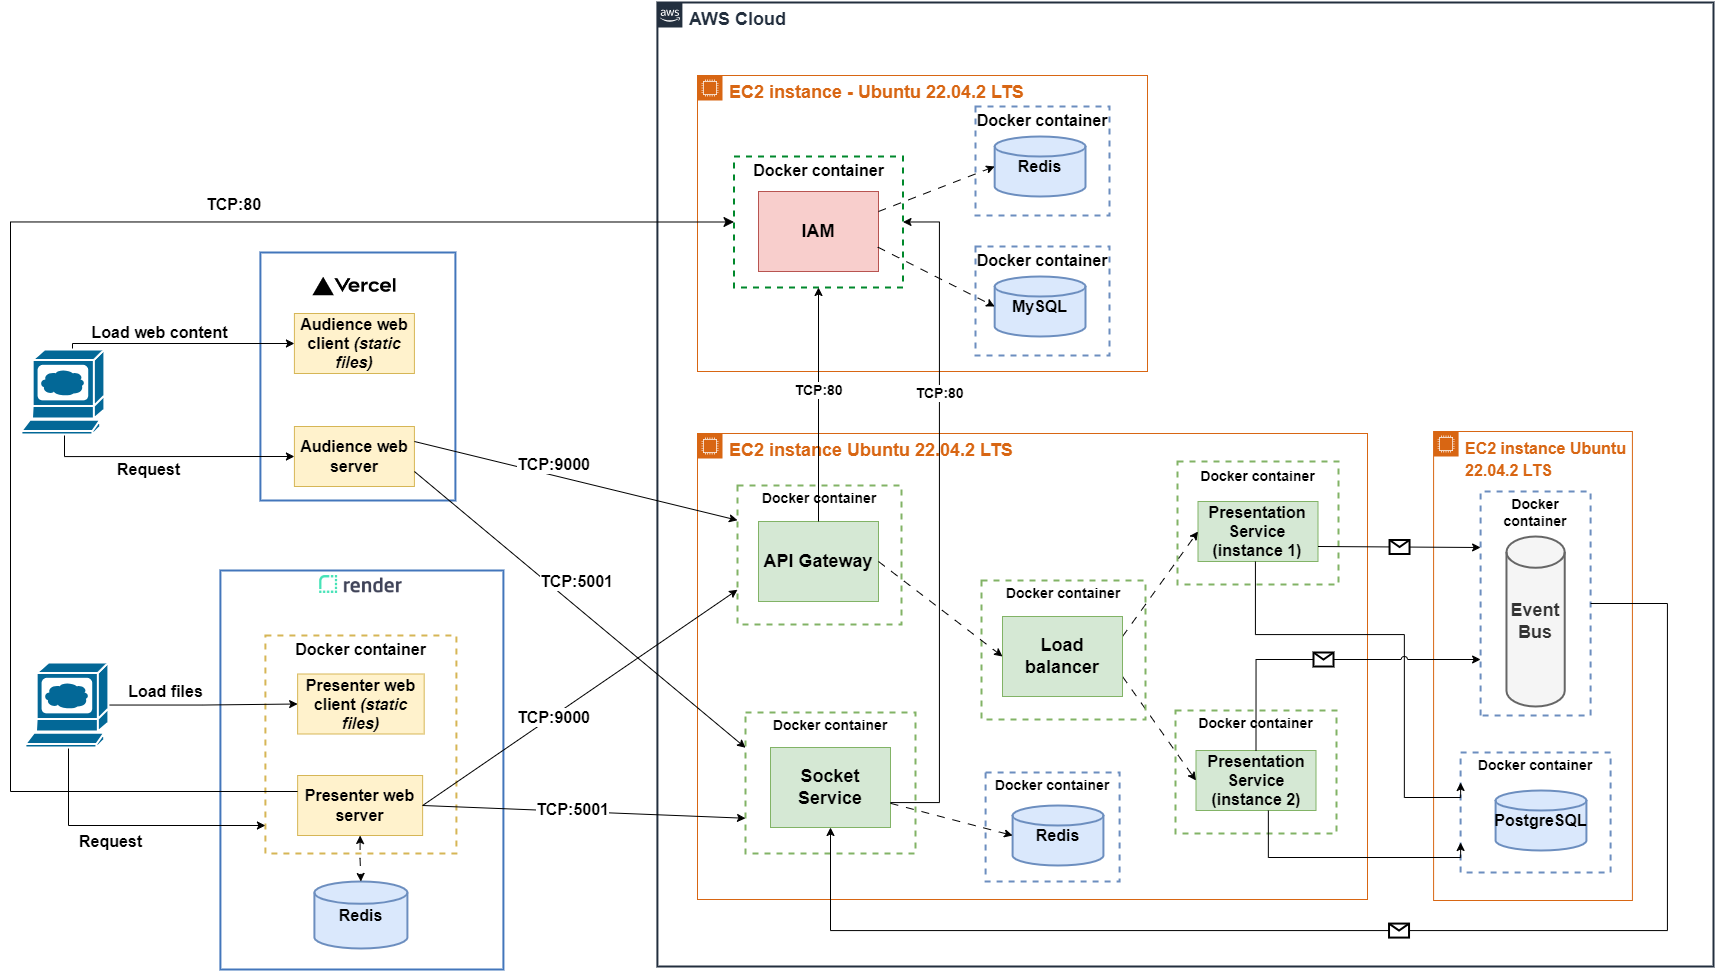 aws
AWS Cloud
EC2 instance - Ubuntu 22.04.2 LTS
Docker container
Redis
Docker container
IAM
Docker container
MySQL
TCP:80
Vercel
Audience web
client (static
files)
Load web content
Audience web
server
Request
TCP:80
TCP:80
TCP:9000
TCP:5001
TCP:9000
TCP:5001
render
Docker container
Presenter web
client (static
files)
Load files
Presenter web
server
Request
Redis
EC2 instance Ubuntu 22.04.2 LTS
Docker container
API Gateway
Docker container
Load
balancer
Docker container
Presentation
Service
(instance 1)
Docker container
Presentation
Service
(instance 2)
Docker container
Socket
Service
Docker container
Redis
EC2 instance Ubuntu
22.04.2 LTS
Docker
container
Event
Bus
Docker container
PostgreSQL